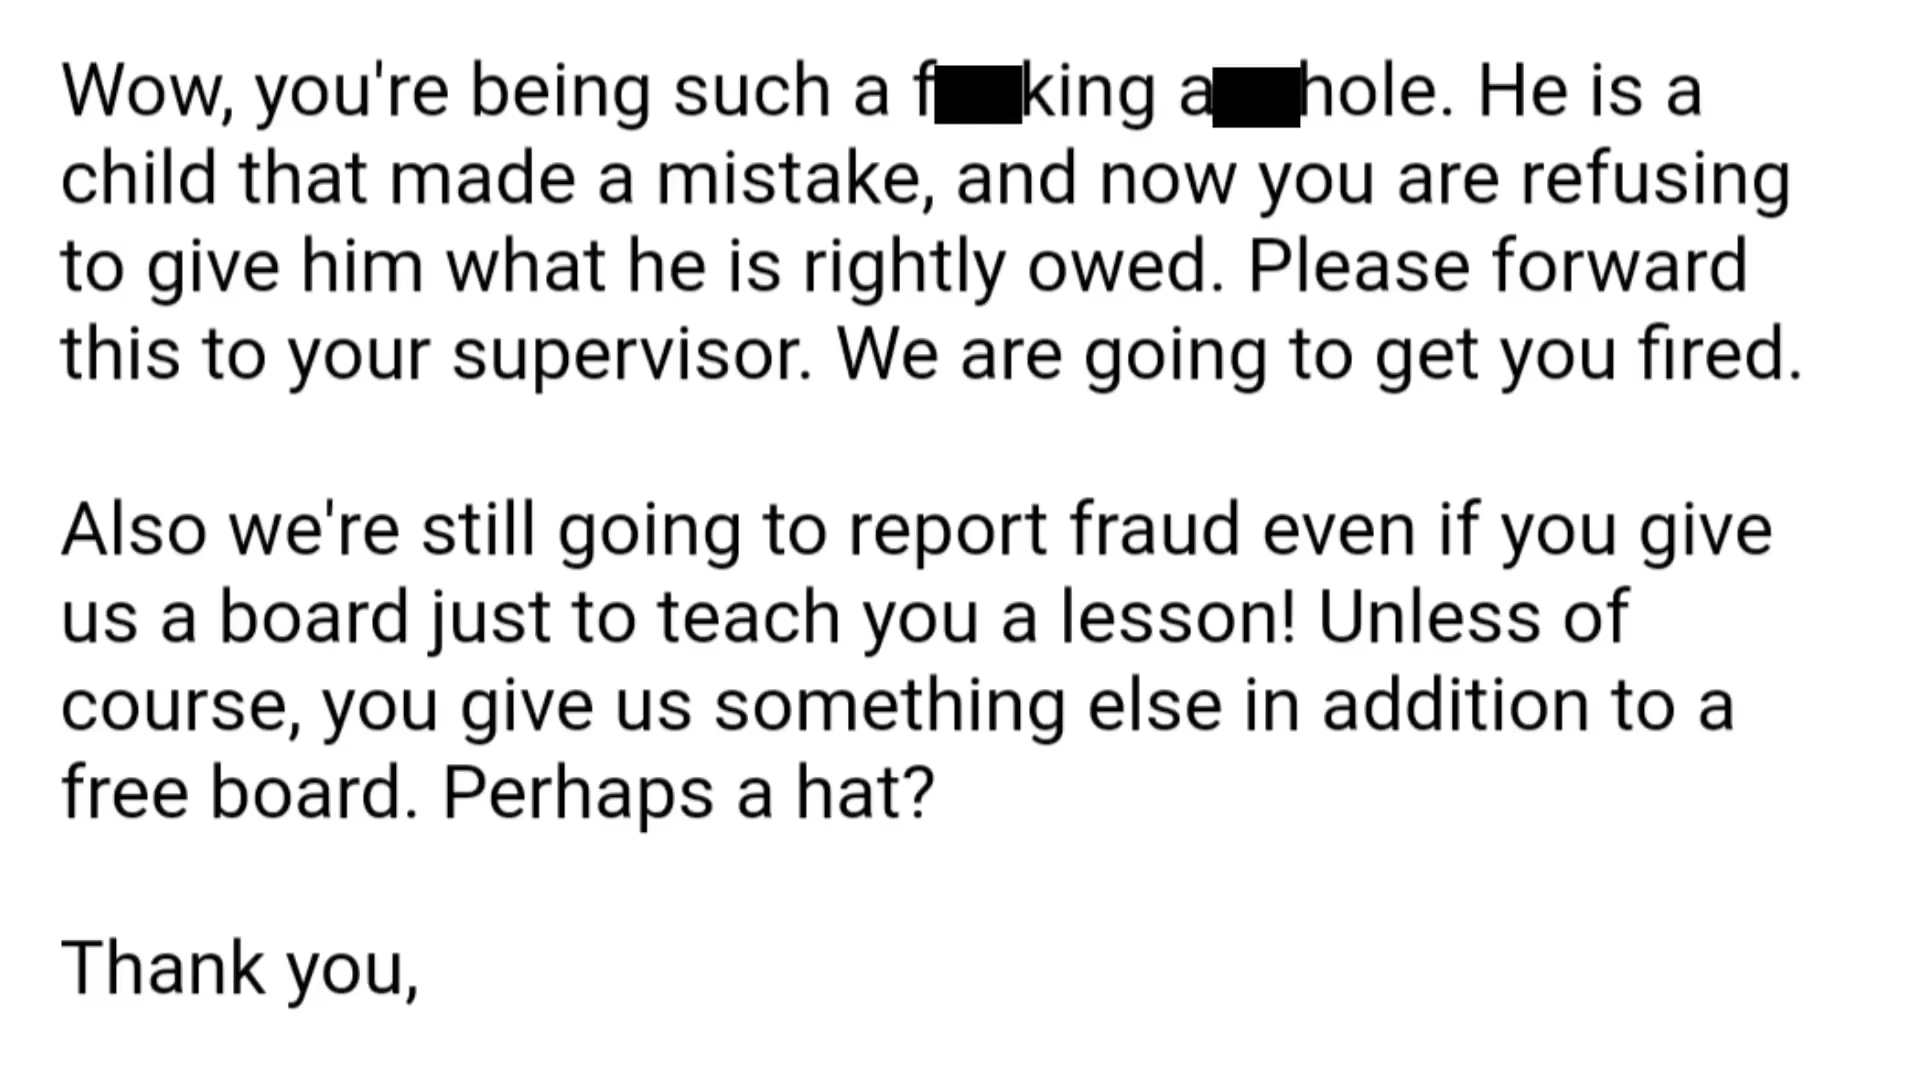 Wow, you're being such a f██king a██hole. He is a
child that made a mistake, and now you are refusing
to give him what he is rightly owed. Please forward
this to your supervisor. We are going to get you fired.
Also we're still going to report fraud even if you give
us a board just to teach you a lesson! Unless of
course, you give us something else in addition to a
free board. Perhaps a hat?
Thank you,